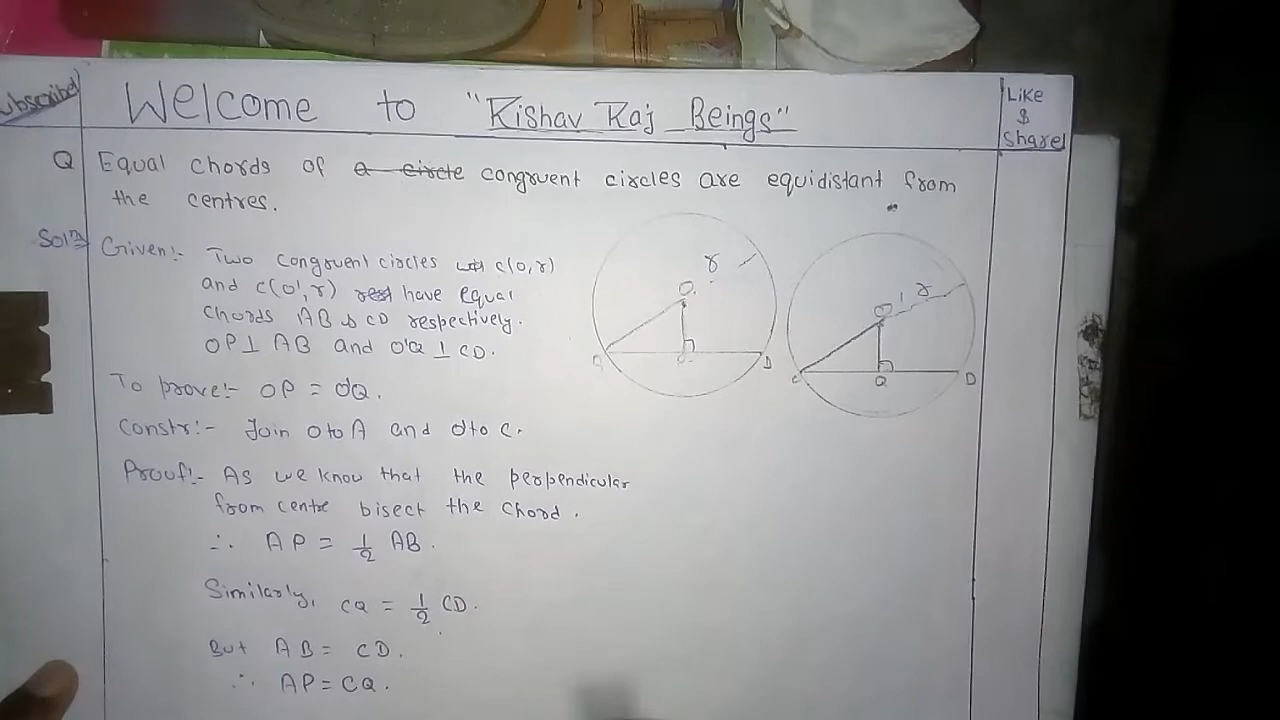 Welcome to "Rishav Raj Beings"
Like
&
Share
Q Equal chords of a circle congruent circles are equidistant from
the centres.
Given:- Two congruent circles C(O,r)
and C(O',r) have equal
chords AB & CD respectively.
OP⊥ AB and O'Q ⊥ CD.
To prove:- OP = O'Q.
Constr:- Join O to A and O' to C.
Proof:- As we know that the perpendicular
from centre bisect the chord.
∴ AP = 1/2 AB.
Similarly, CQ = 1/2 CD.
But AB = CD.
∴ AP = CQ.
O
r
O'
r
C
Q
D